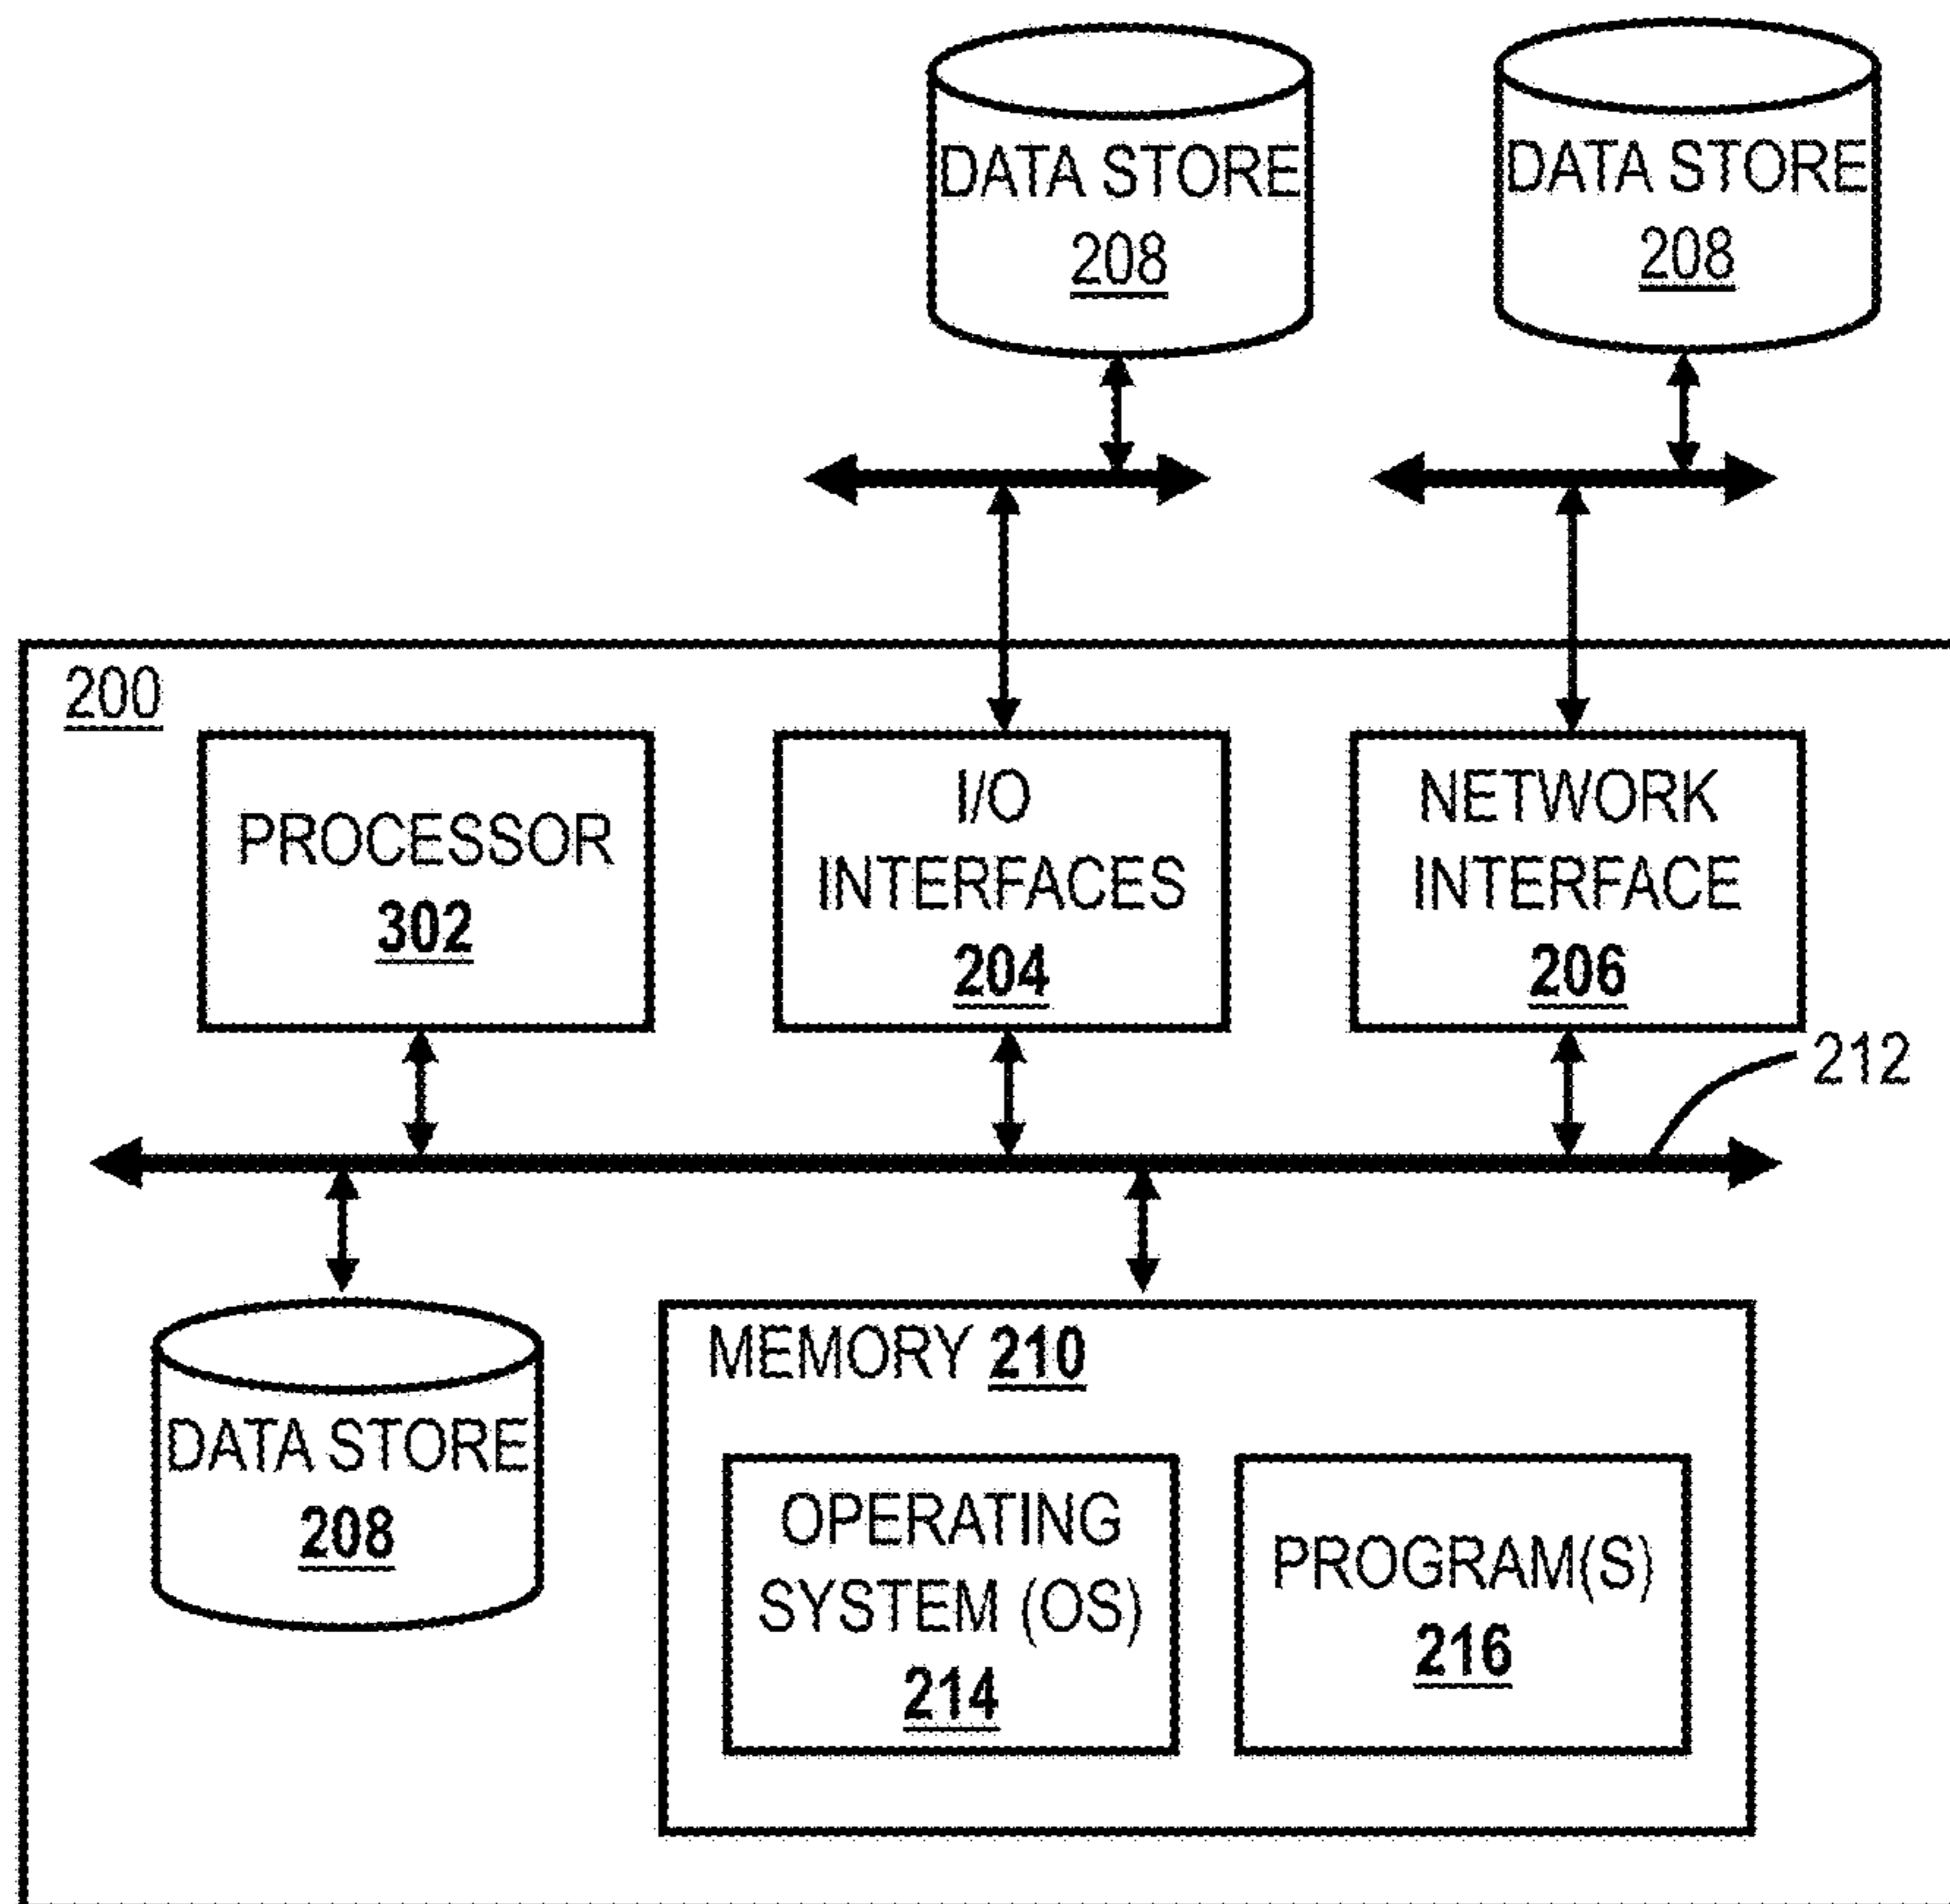 DATA STORE
208
DATA STORE
208
200
PROCESSOR
302
I/O
INTERFACES
204
NETWORK
INTERFACE
206
212
DATA STORE
208
MEMORY 210
OPERATING
SYSTEM (OS)
214
PROGRAM(S)
216